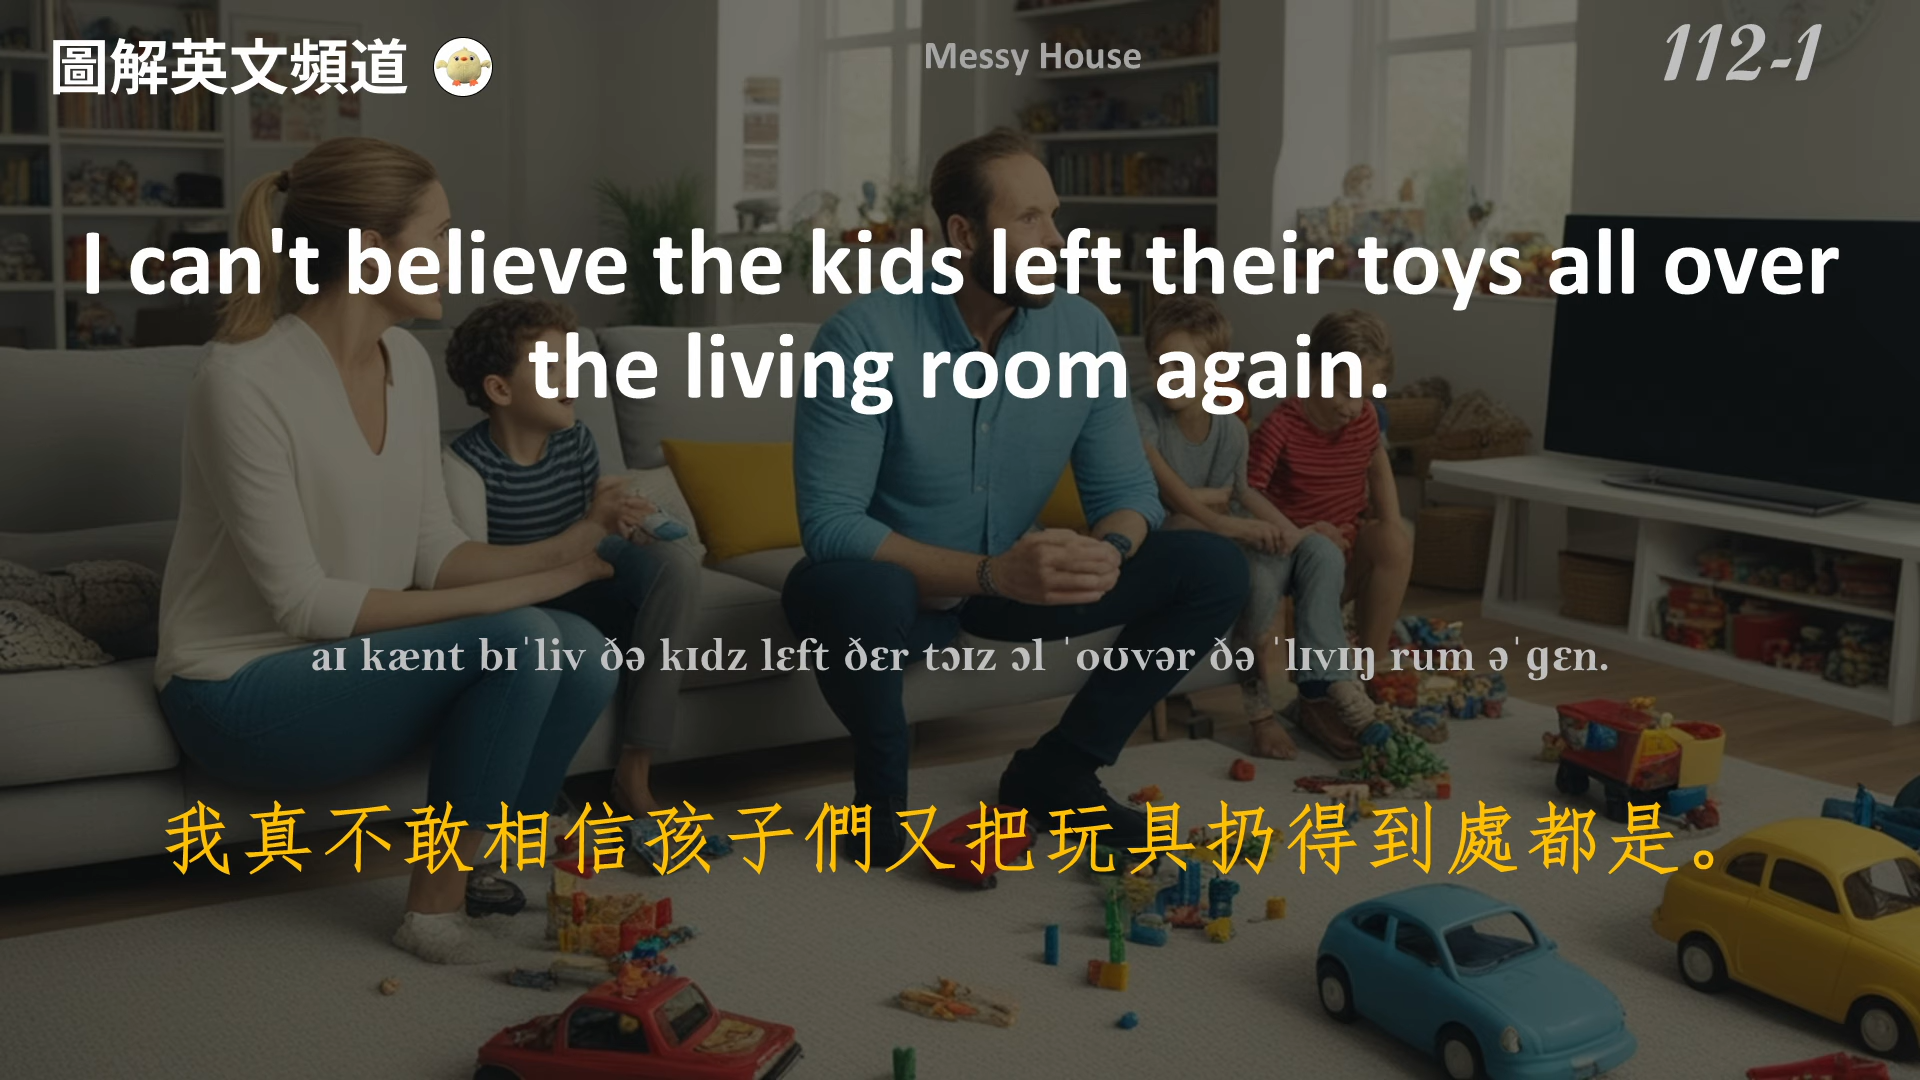 圖解英文頻道
Messy House
112-1
I can't believe the kids left their toys all over
the living room again.
aɪ kænt bɪˈliv ðə kɪdz lɛft ðɛr tɔɪz ɔl ˈoʊvər ðə ˈlɪvɪŋ rum əˈɡɛn.
我真不敢相信孩子們又把玩具扔得到處都是。